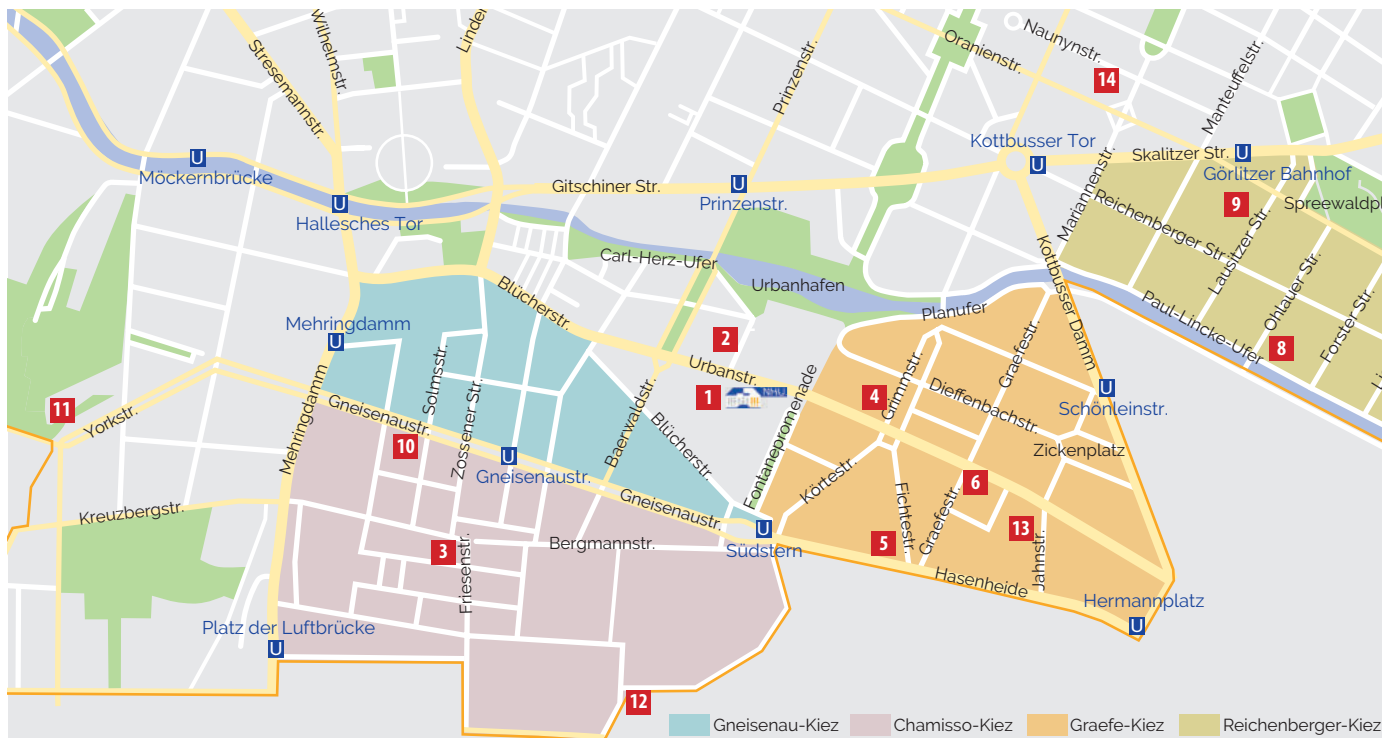 Wilhelmstr.
Stresemannstr.
Linden
Prinzenstr.
Oranienstr.
Naunynstr.
14
Manteuffelstr.
U
Möckernbrücke
U
Hallesches Tor
Gitschiner Str.
U
Prinzenstr.
Kottbusser Tor
U
Skalitzer Str.
U
Görlitzer Bahnhof
Mariannenstr.
Reichenberger Str.
9
Spreewaldpl
Lausitzer Str.
Ohlauer Str.
Forster Str.
8
Li
Paul-Lincke-Ufer
Kottbusser Damm
Carl-Herz-Ufer
Urbanhafen
Planufer
Blücherstr.
Mehringdamm
U
2
Urbanstr.
1
NHU
4
Grimmstr.
Graefestr.
Dieffenbachstr.
U
Schönleinstr.
Zickenplatz
11
Yorkstr.
Mehringdamm
Gneisenaustr.
Solmsstr.
Zossener Str.
10
U
Gneisenaustr.
Baerwaldstr.
Blücherstr.
Fontanepromenade
Körtestr.
Fichtestr.
Graefestr.
6
13
Jahnstr.
5
Gneisenaustr.
U
Südstern
Kreuzbergstr.
3
Friesenstr.
Bergmannstr.
Hasenheide
Hermannplatz
U
Platz der Luftbrücke
U
12
Gneisenau-Kiez
Chamisso-Kiez
Graefe-Kiez
Reichenberger-Kiez